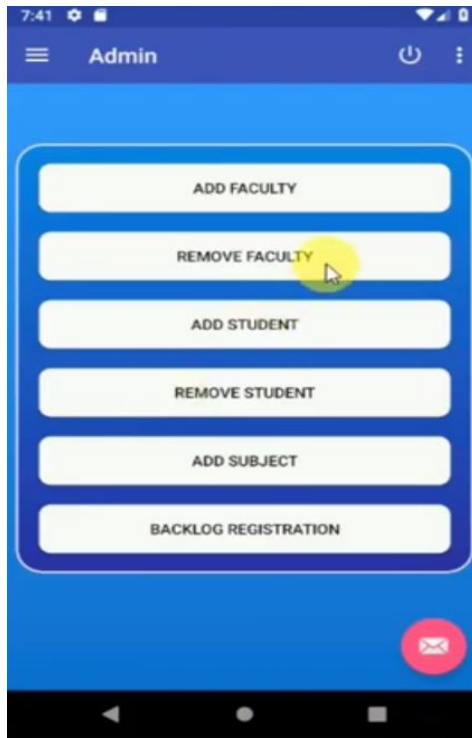 7:41
Admin
ADD FACULTY
REMOVE FACULTY
ADD STUDENT
REMOVE STUDENT
ADD SUBJECT
BACKLOG REGISTRATION